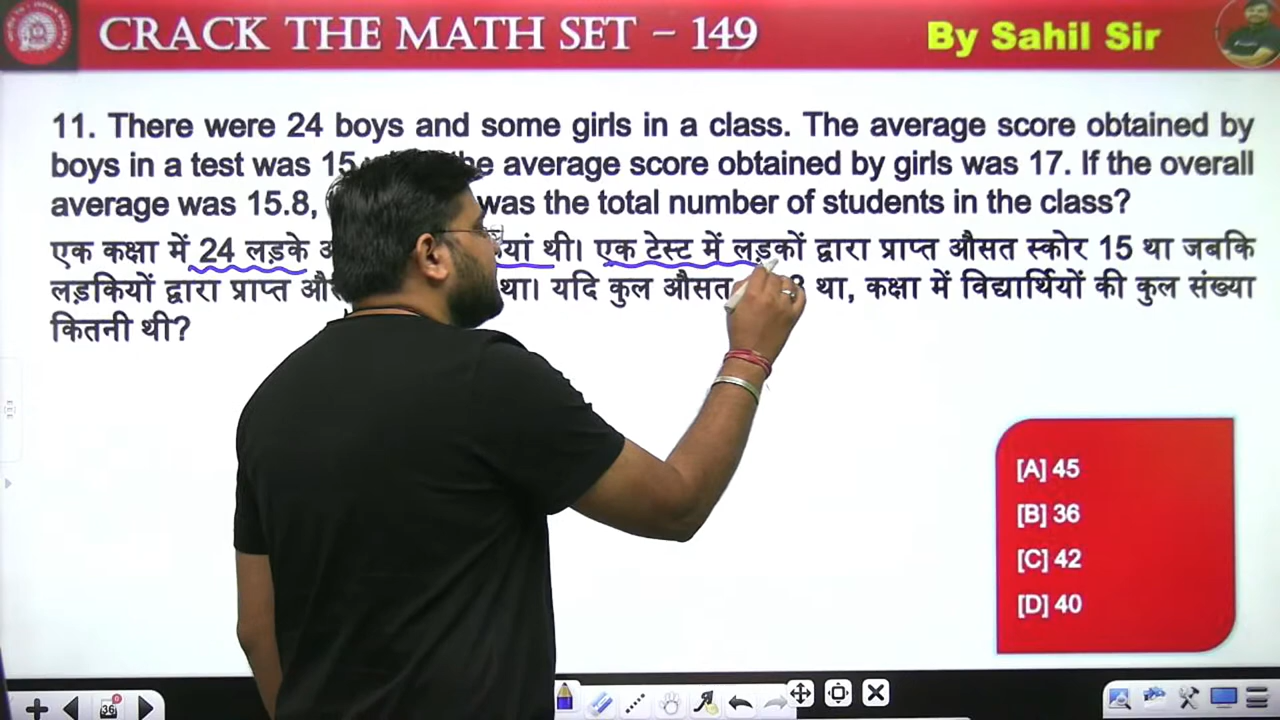 CRACK THE MATH SET – 149
By Sahil Sir
11. There were 24 boys and some girls in a class. The average score obtained by
boys in a test was 15 the average score obtained by girls was 17. If the overall
average was 15.8, was the total number of students in the class?
एक कक्षा में 24 लड़के थी। एक टेस्ट में लड़कों द्वारा प्राप्त औसत स्कोर 15 था जबकि
लड़कियों द्वारा प्राप्त था। यदि कुल औसत था, कक्षा में विद्यार्थियों की कुल संख्या
कितनी थी?
[A] 45
[B] 36
[C] 42
[D] 40
36